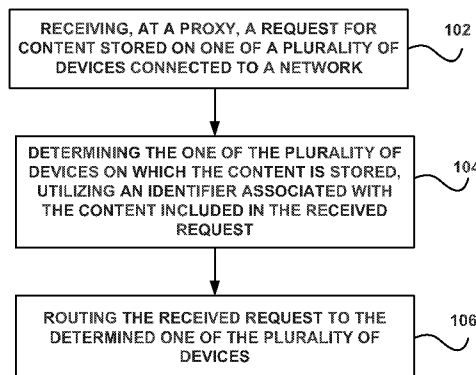 RECEIVING, AT A PROXY, A REQUEST FOR
CONTENT STORED ON ONE OF A PLURALITY OF
DEVICES CONNECTED TO A NETWORK
102
DETERMINING THE ONE OF THE PLURALITY OF
DEVICES ON WHICH THE CONTENT IS STORED,
UTILIZING AN IDENTIFIER ASSOCIATED WITH
THE CONTENT INCLUDED IN THE RECEIVED
REQUEST
104
ROUTING THE RECEIVED REQUEST TO THE
DETERMINED ONE OF THE PLURALITY OF
DEVICES
106